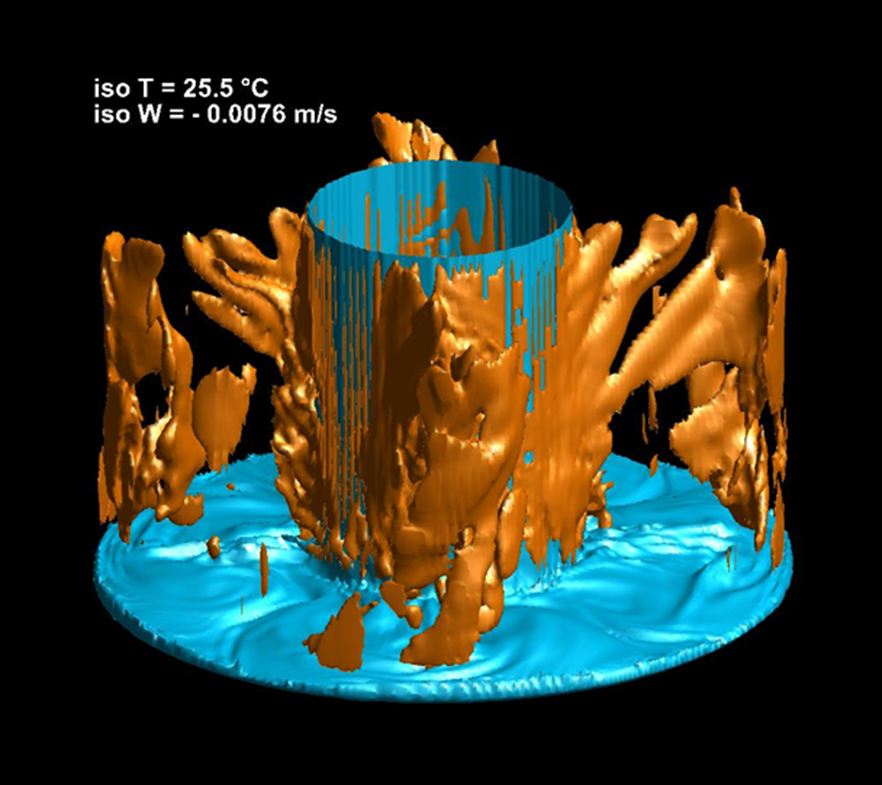 iso T = 25.5 °C
iso W = - 0.0076 m/s